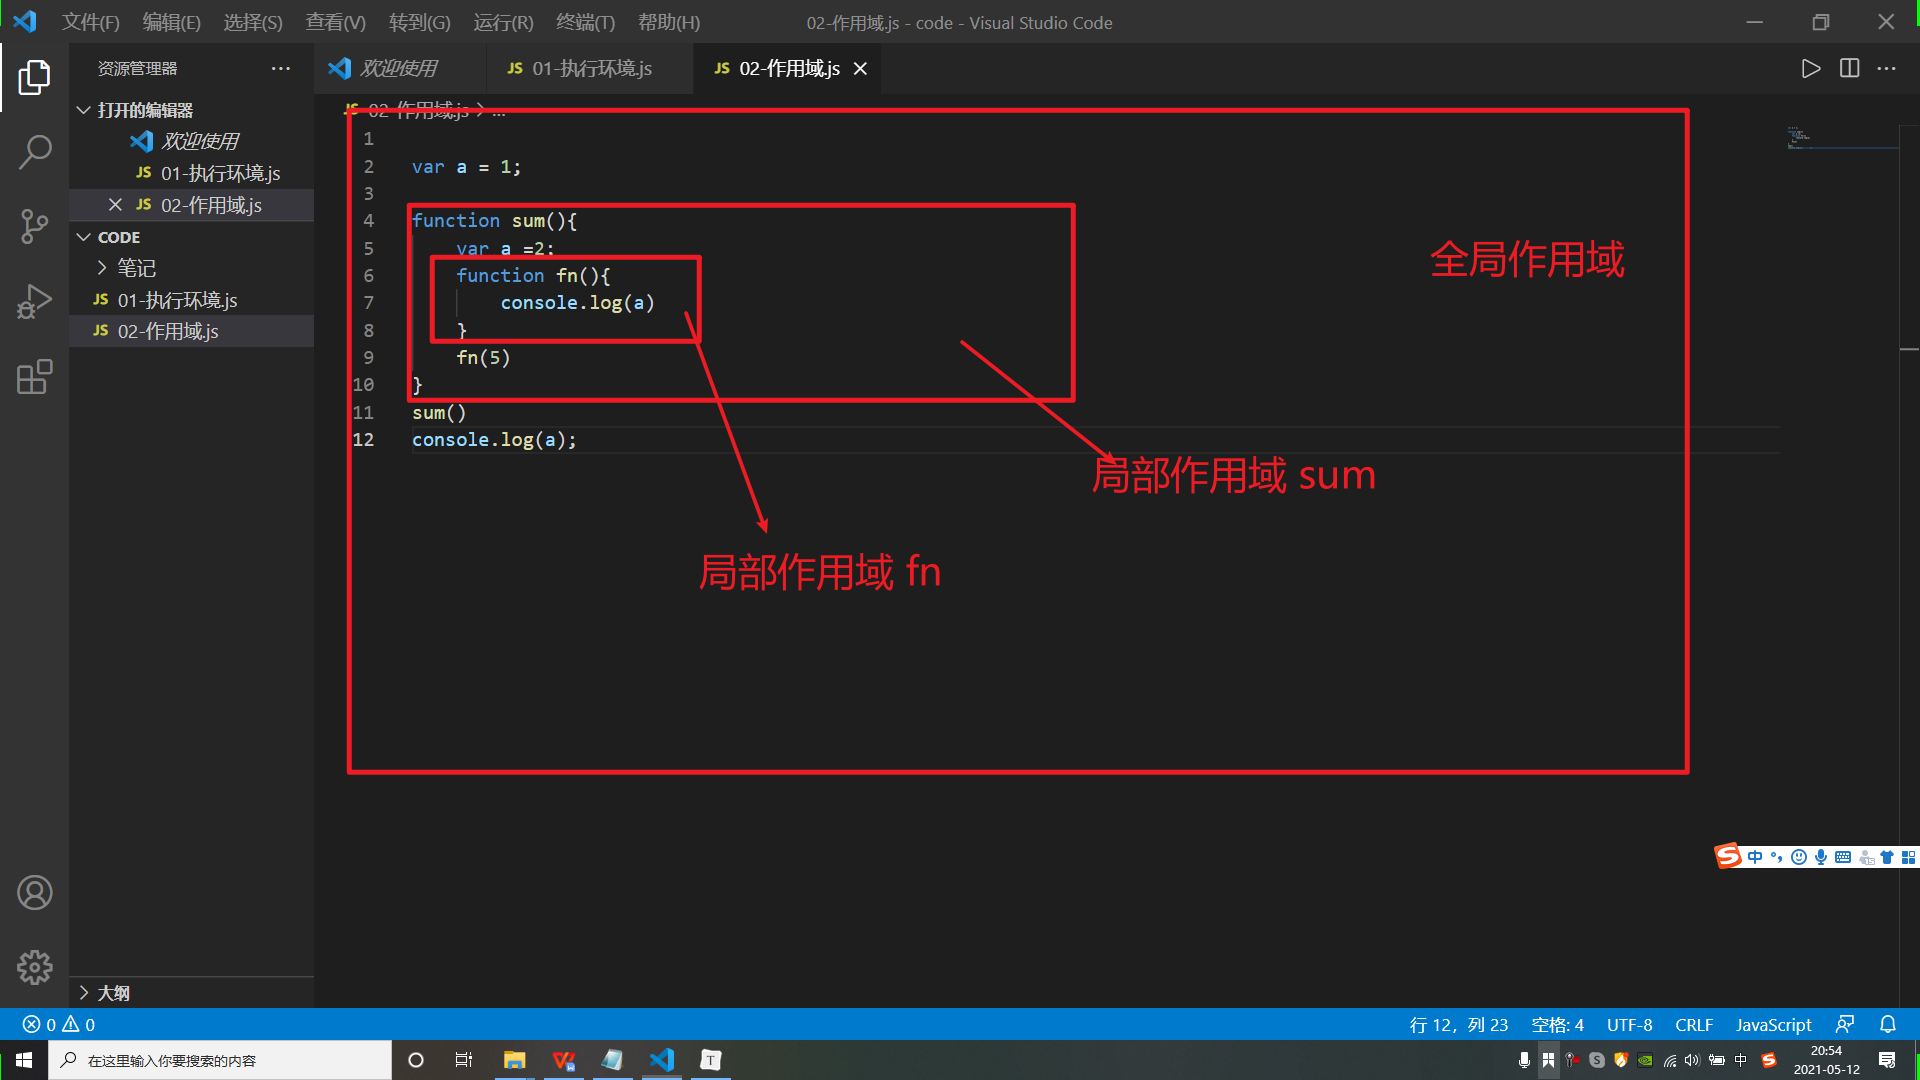 文件(F) 编辑(E) 选择(S) 查看(V) 转到(G) 运行(R) 终端(T) 帮助(H) 02-作用域.js - code - Visual Studio Code
资源管理器
欢迎使用 JS 01-执行环境.js JS 02-作用域.js
打开的编辑器
欢迎使用
JS 01-执行环境.js
JS 02-作用域.js
CODE
笔记
JS 01-执行环境.js
JS 02-作用域.js
大纲
JS 02-作用域.js > ...
1
2 var a = 1;
3
4 function sum(){
5 var a =2;
6 function fn(){
7 console.log(a)
8 }
9 fn(5)
10 }
11 sum()
12 console.log(a);
全局作用域
局部作用域 sum
局部作用域 fn
中
0 0
行 12，列 23 空格: 4 UTF-8 CRLF JavaScript
在这里输入你要搜索的内容
中
20:54
2021-05-12